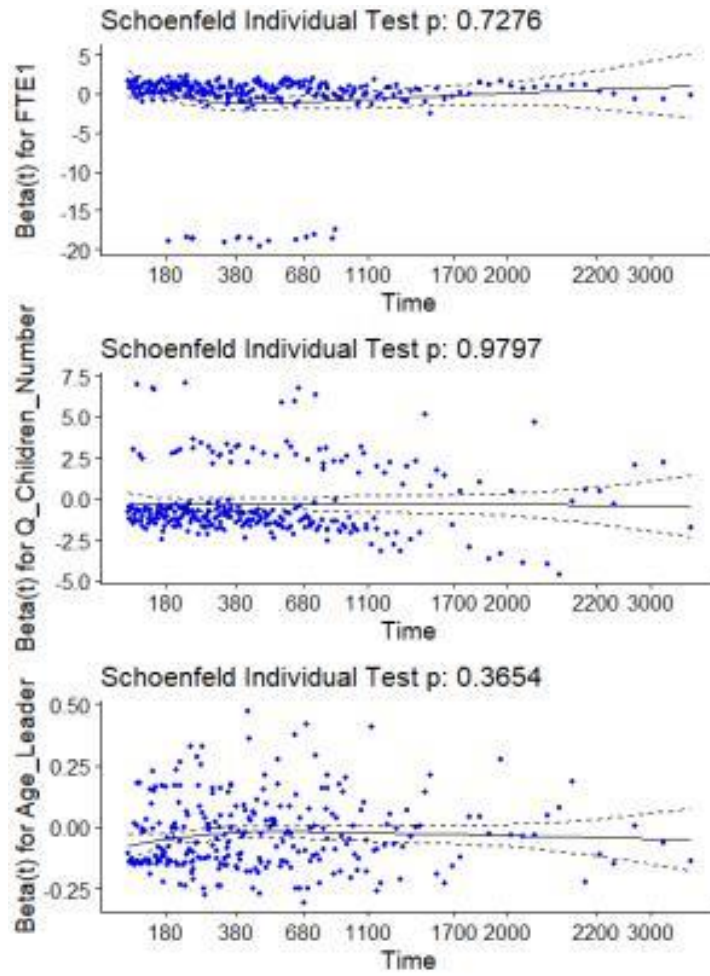 Schoenfeld Individual Test p: 0.7276
Beta(t) for FTE1
5
0
-5
-10
-15
-20
180 380 680 1100 1700 2000 2200 3000
Time
Schoenfeld Individual Test p: 0.9797
Beta(t) for Q_Children_Number
7.5
5.0
2.5
0.0
-2.5
-5.0
180 380 680 1100 1700 2000 2200 3000
Time
Schoenfeld Individual Test p: 0.3654
Beta(t) for Age_Leader
0.50
0.25
0.00
-0.25
180 380 680 1100 1700 2000 2200 3000
Time